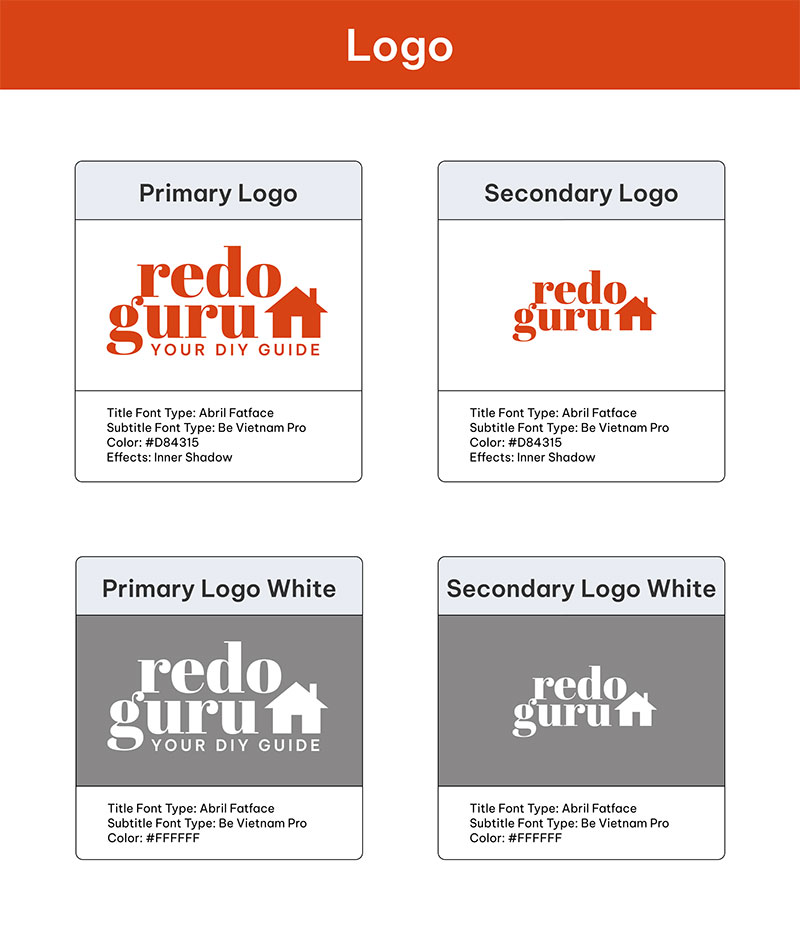 Logo
Primary Logo
redo
guru
YOUR DIY GUIDE
Title Font Type: Abril Fatface
Subtitle Font Type: Be Vietnam Pro
Color: #D84315
Effects: Inner Shadow
Secondary Logo
redo
guru
Title Font Type: Abril Fatface
Subtitle Font Type: Be Vietnam Pro
Color: #D84315
Effects: Inner Shadow
Primary Logo White
redo
guru
YOUR DIY GUIDE
Title Font Type: Abril Fatface
Subtitle Font Type: Be Vietnam Pro
Color: #FFFFFF
Secondary Logo White
redo
guru
Title Font Type: Abril Fatface
Subtitle Font Type: Be Vietnam Pro
Color: #FFFFFF